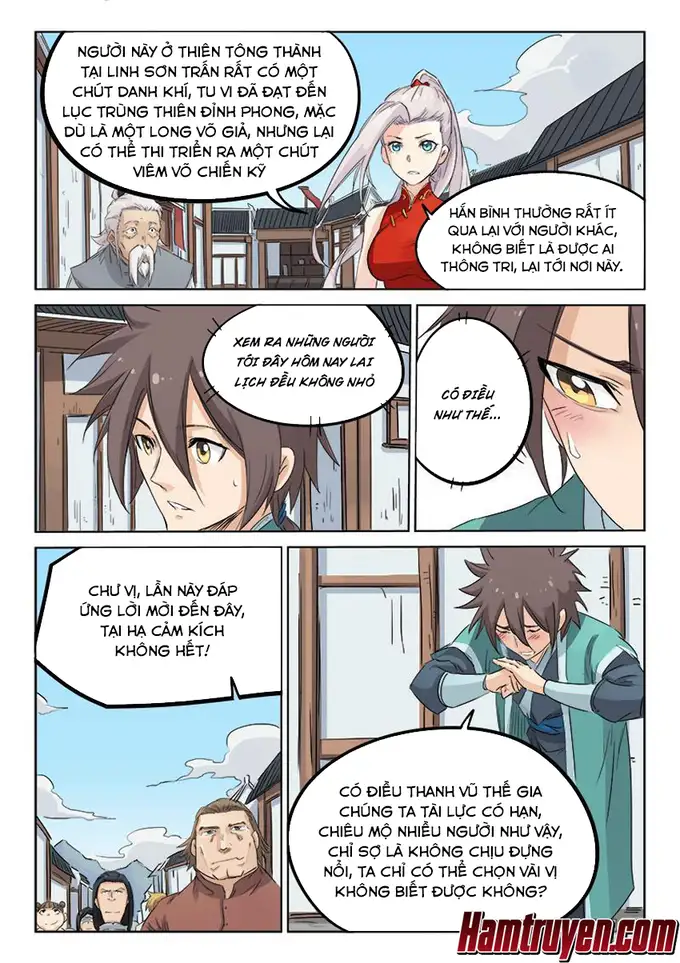 NGƯỜI NÀY Ở THIÊN TÔNG THÀNH
TẠI LINH SƠN TRẤN RẤT CÓ MỘT
CHÚT DANH KHÍ, TU VI ĐÃ ĐẠT ĐẾN
LỤC TRÙNG THIÊN ĐỈNH PHONG, MẶC
DÙ LÀ MỘT LONG VÕ GIẢ, NHƯNG LẠI
CÓ THỂ THI TRIỂN RA MỘT CHÚT
VIÊM VÕ CHIẾN KỸ
HẮN BÌNH THƯỜNG RẤT ÍT
QUA LẠI VỚI NGƯỜI KHÁC,
KHÔNG BIẾT LÀ ĐƯỢC AI
THÔNG TRI, LẠI TỚI NƠI NÀY.
XEM RA NHỮNG NGƯỜI
TỚI ĐÂY HÔM NAY LAI
LỊCH ĐỀU KHÔNG NHỎ
CÓ ĐIỀU
NHƯ THẾ...
CHƯ VỊ, LẦN NÀY ĐÁP
ỨNG LỜI MỜI ĐẾN ĐÂY,
TẠI HẠ CẢM KÍCH
KHÔNG HẾT!
CÓ ĐIỀU THANH VŨ THẾ GIA
CHÚNG TA TÀI LỰC CÓ HẠN,
CHIÊU MỘ NHIỀU NGƯỜI NHƯ VẬY,
CHỈ SỢ LÀ KHÔNG CHỊU ĐỰNG
NỔI, TA CHỈ CÓ THỂ CHỌN VÀI VỊ
KHÔNG BIẾT ĐƯỢC KHÔNG?
Hamtruyen.com